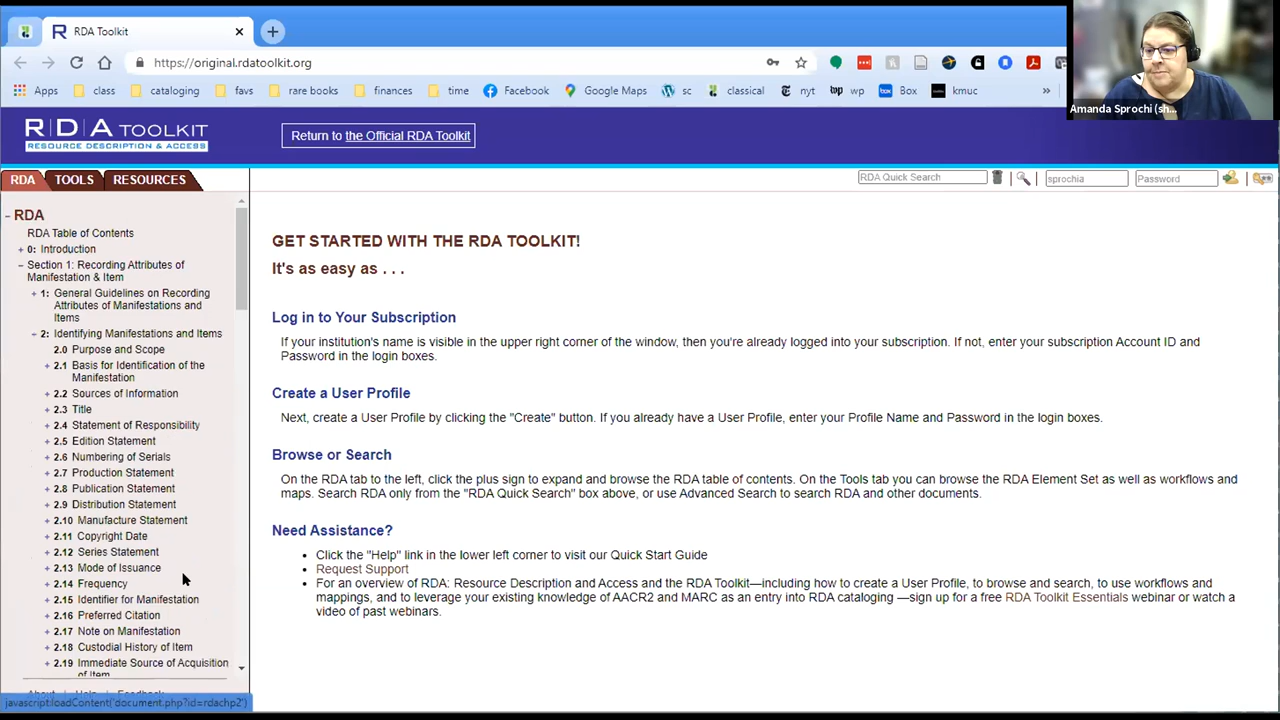 RDA Toolkit
https://original.rdatoolkit.org
Apps
class
cataloging
favs
rare books
finances
time
Facebook
Google Maps
sc
classical
nyt
wp
Box
kmuc
Amanda Sprochi (sh...
RDA TOOLKIT
RESOURCE DESCRIPTION & ACCESS
Return to the Official RDA Toolkit
RDA TOOLS RESOURCES
RDA Quick Search
sprochia
Password
RDA
RDA Table of Contents
0: Introduction
Section 1: Recording Attributes of
Manifestation & Item
1: General Guidelines on Recording
Attributes of Manifestations and
Items
2: Identifying Manifestations and Items
2.0 Purpose and Scope
2.1 Basis for Identification of the
Manifestation
2.2 Sources of Information
2.3 Title
2.4 Statement of Responsibility
2.5 Edition Statement
2.6 Numbering of Serials
2.7 Production Statement
2.8 Publication Statement
2.9 Distribution Statement
2.10 Manufacture Statement
2.11 Copyright Date
2.12 Series Statement
2.13 Mode of Issuance
2.14 Frequency
2.15 Identifier for Manifestation
2.16 Preferred Citation
2.17 Note on Manifestation
2.18 Custodial History of Item
2.19 Immediate Source of Acquisition
of Item
About | Help | Feedback
javascript:loadContent('document.php?id=rdachp2')
GET STARTED WITH THE RDA TOOLKIT!
It's as easy as . . .
Log in to Your Subscription
If your institution's name is visible in the upper right corner of the window, then you're already logged into your subscription. If not, enter your subscription Account ID and
Password in the login boxes.
Create a User Profile
Next, create a User Profile by clicking the "Create" button. If you already have a User Profile, enter your Profile Name and Password in the login boxes.
Browse or Search
On the RDA tab to the left, click the plus sign to expand and browse the RDA table of contents. On the Tools tab you can browse the RDA Element Set as well as workflows and
maps. Search RDA only from the "RDA Quick Search" box above, or use Advanced Search to search RDA and other documents.
Need Assistance?
Click the "Help" link in the lower left corner to visit our Quick Start Guide
Request Support
For an overview of RDA: Resource Description and Access and the RDA Toolkit—including how to create a User Profile, to browse and search, to use workflows and
mappings, and to leverage your existing knowledge of AACR2 and MARC as an entry into RDA cataloging —sign up for a free RDA Toolkit Essentials webinar or watch a
video of past webinars.